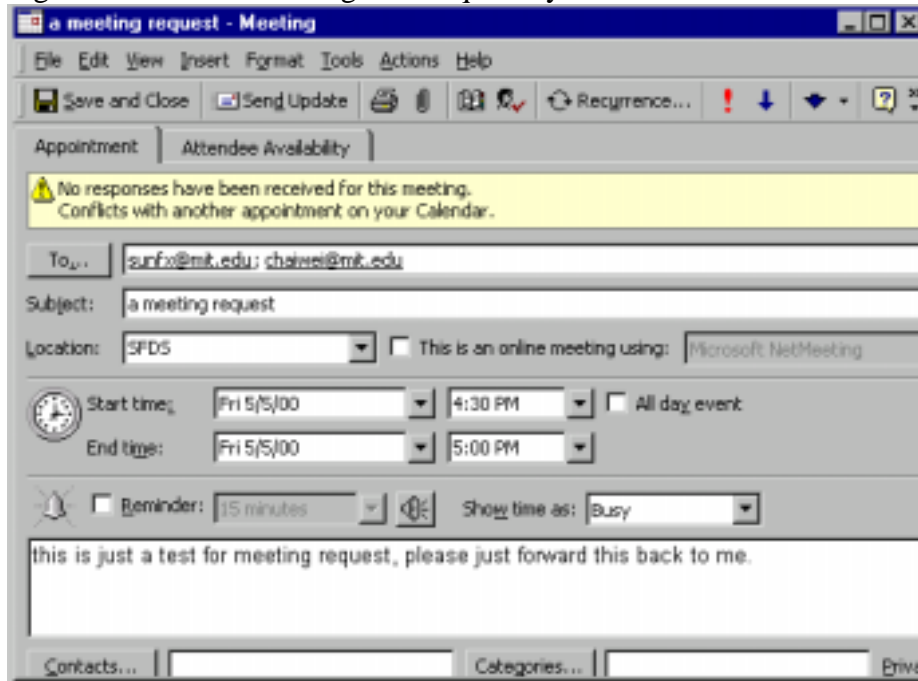 a meeting request - Meeting
File Edit View Insert Format Tools Actions Help
Save and Close Send Update Recurrence...
Appointment Attendee Availability
No responses have been received for this meeting.
Conflicts with another appointment on your Calendar.
To... sunfx@mit.edu; chaiwei@mit.edu
Subject: a meeting request
Location: SFDS This is an online meeting using: Microsoft NetMeeting
Start time: Fri 5/5/00 4:30 PM All day event
End time: Fri 5/5/00 5:00 PM
Reminder: 15 minutes Show time as: Busy
this is just a test for meeting request, please just forward this back to me.
Contacts... Categories...